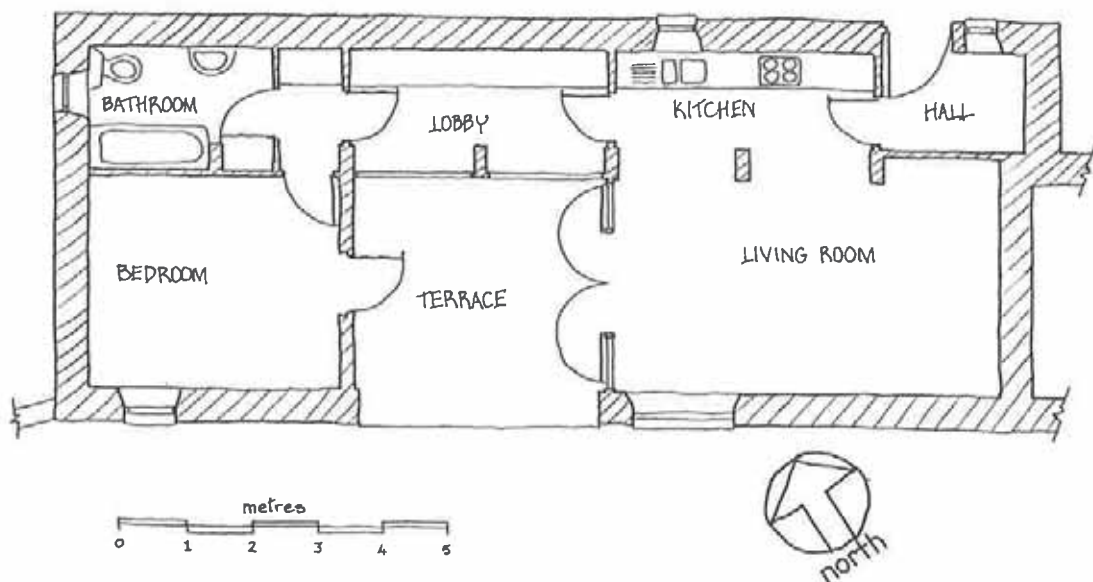 BATHROOM
LOBBY
KITCHEN
HALL
BEDROOM
TERRACE
LIVING ROOM
metres
0 1 2 3 4 5
north